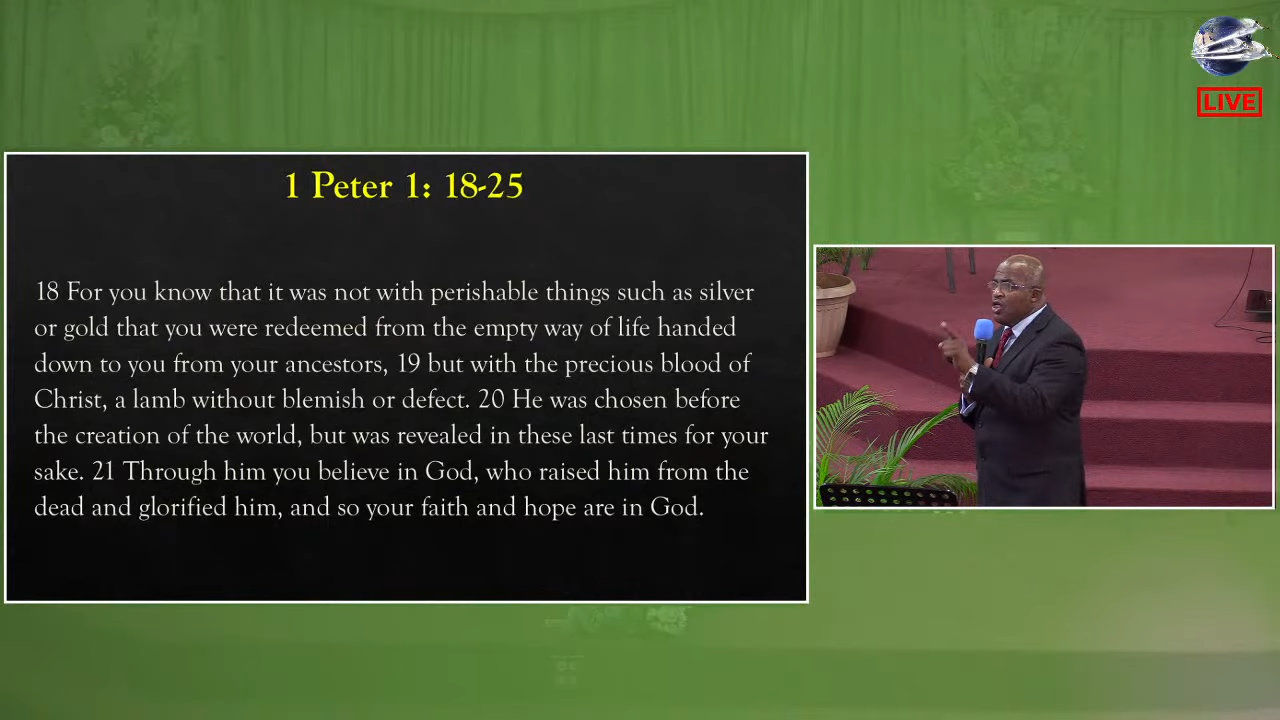 LIVE
1 Peter 1: 18-25
18 For you know that it was not with perishable things such as silver
or gold that you were redeemed from the empty way of life handed
down to you from your ancestors, 19 but with the precious blood of
Christ, a lamb without blemish or defect. 20 He was chosen before
the creation of the world, but was revealed in these last times for your
sake. 21 Through him you believe in God, who raised him from the
dead and glorified him, and so your faith and hope are in God.